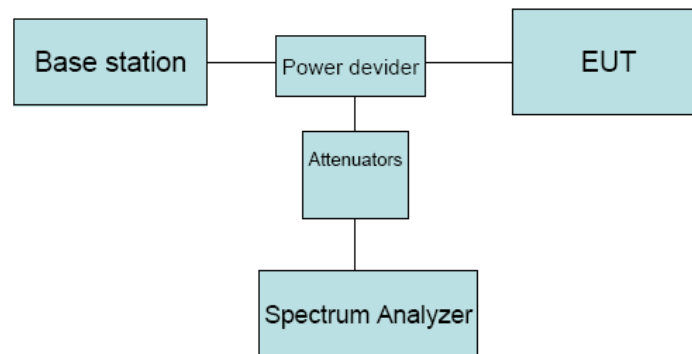 Base station
Power devider
EUT
Attenuators
Spectrum Analyzer